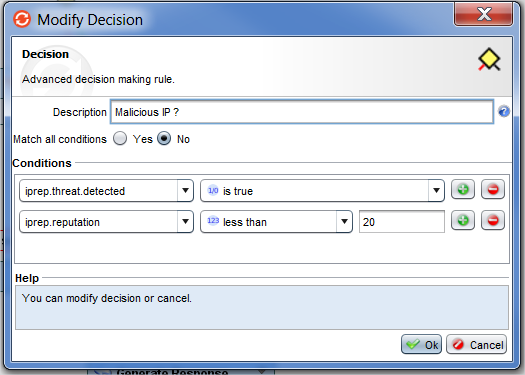 Modify Decision
X
Decision
Advanced decision making rule.
Description Malicious IP ?
Match all conditions Yes No
Conditions
iprep.threat.detected 1/0 is true
iprep.reputation 123 less than 20
Help
You can modify decision or cancel.
Ok Cancel
Generate Response